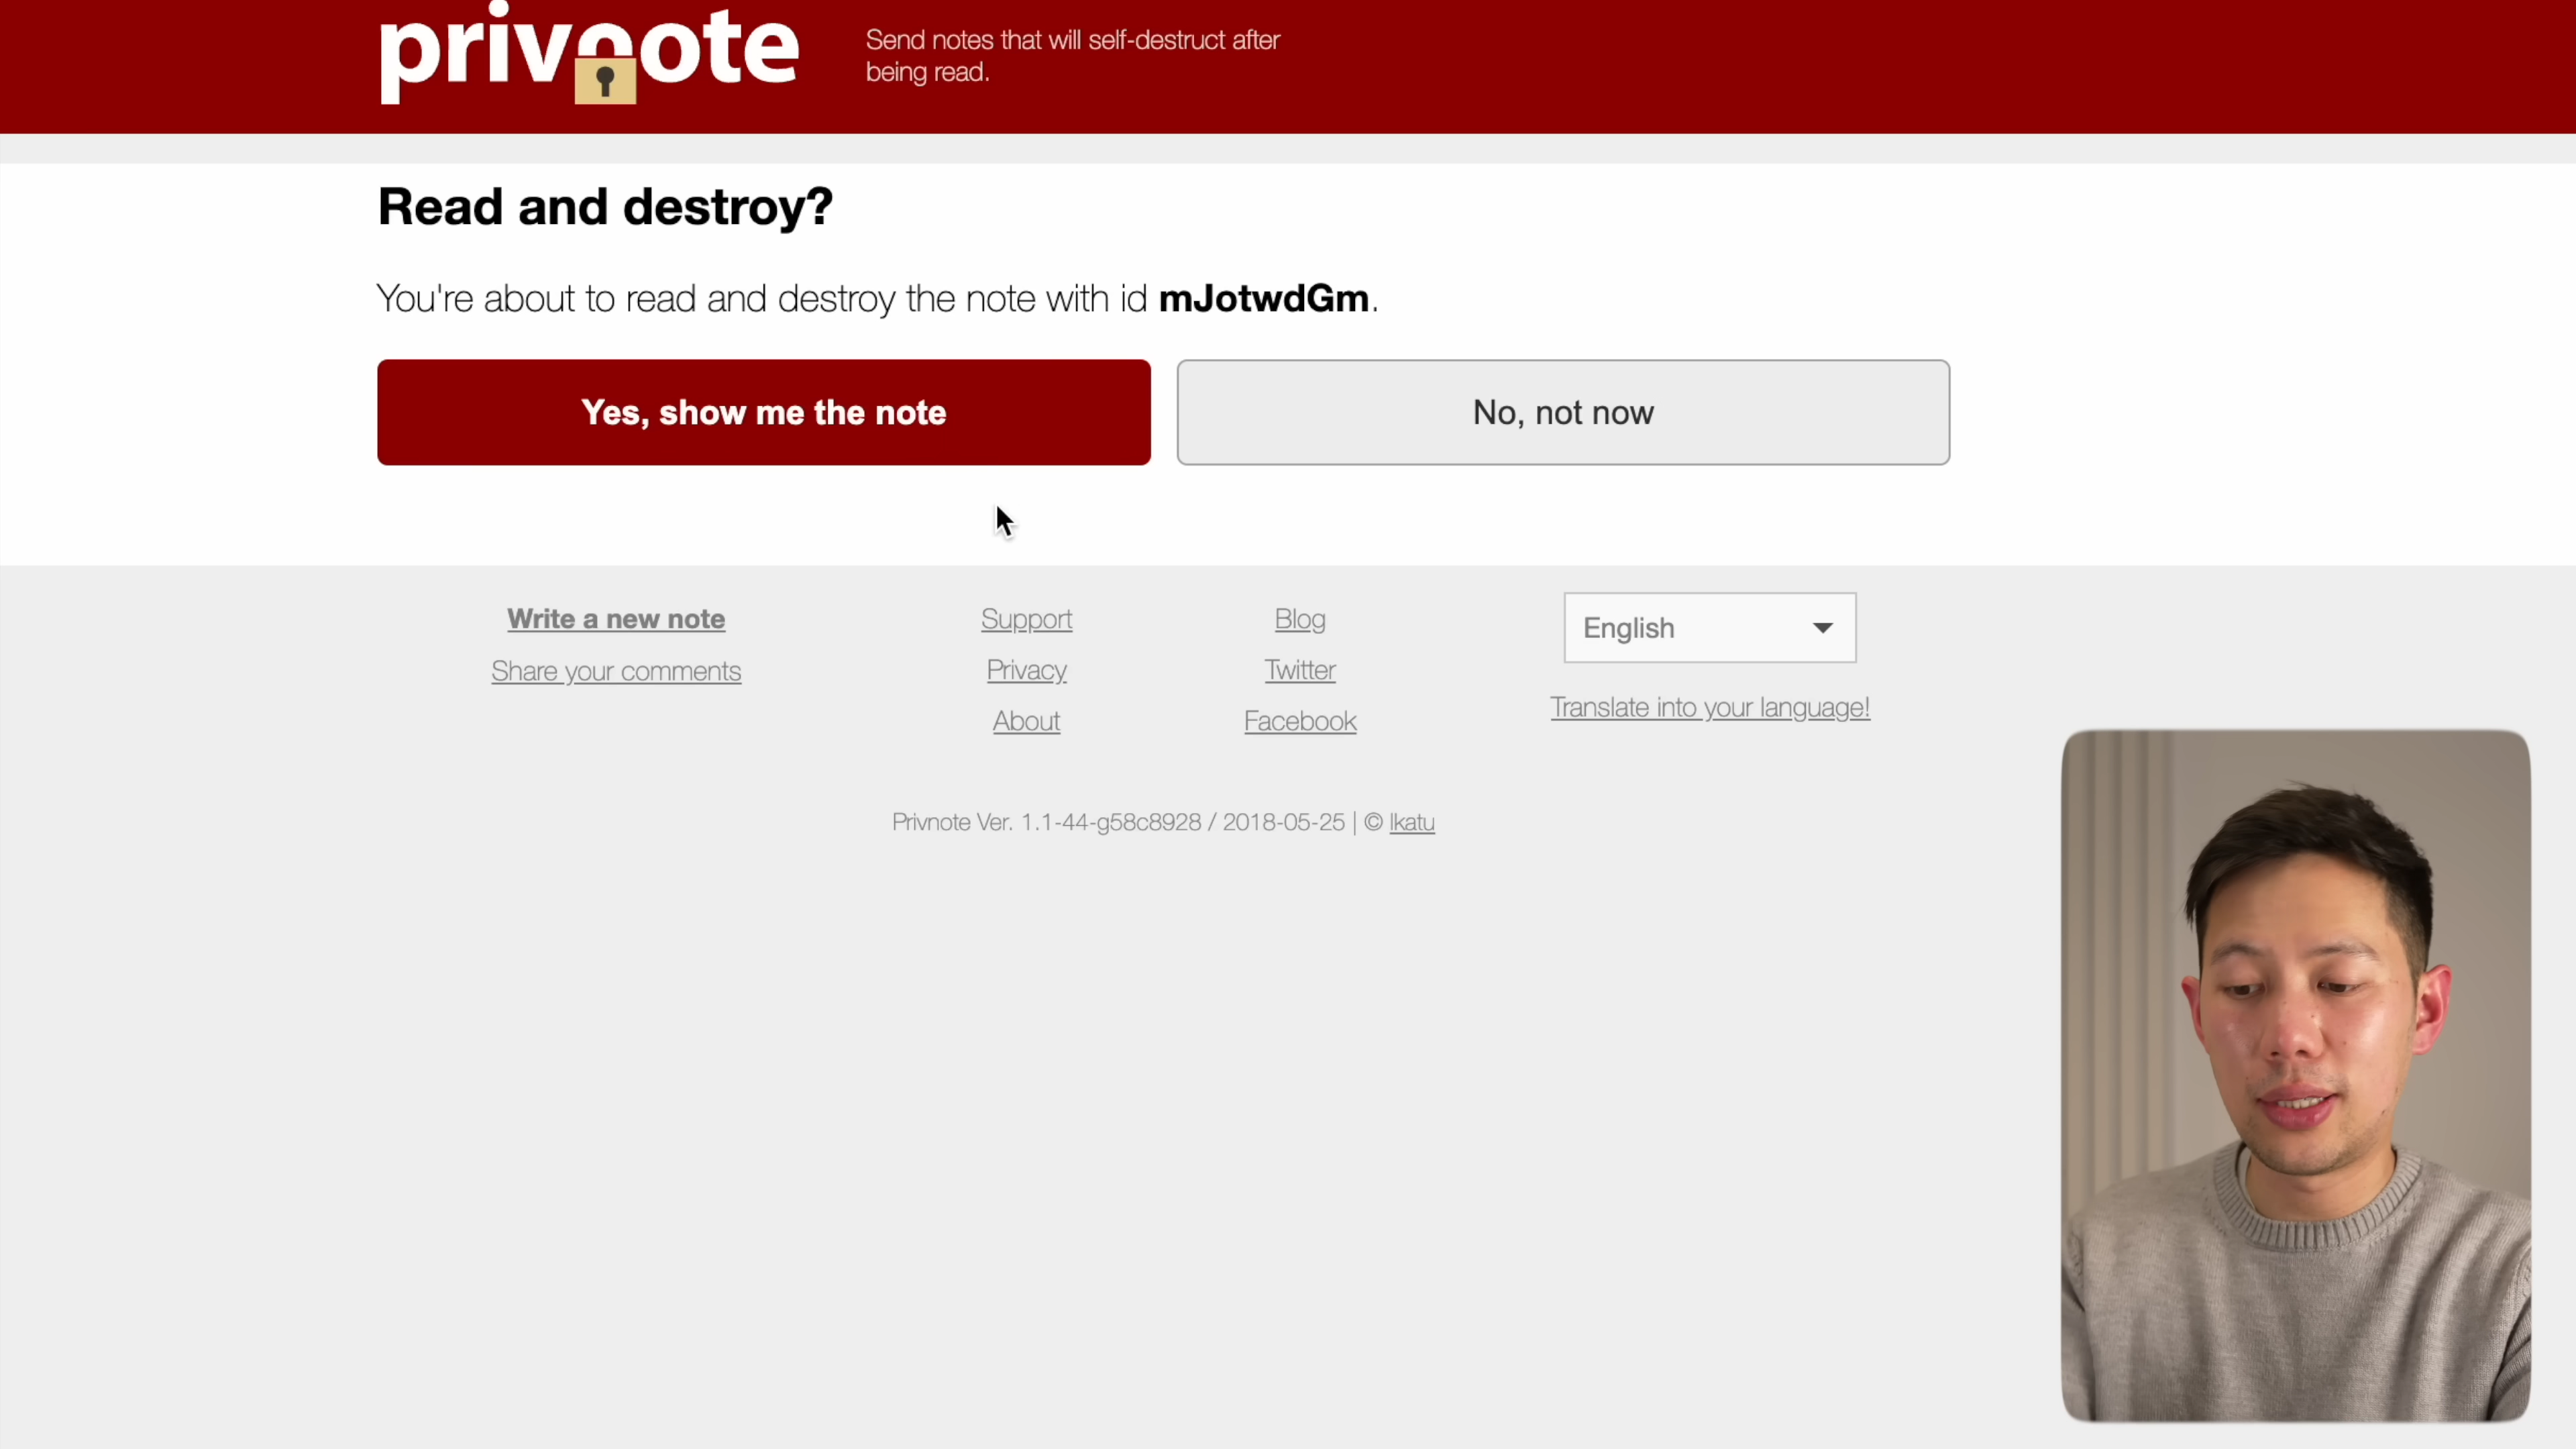 privnote
Send notes that will self-destruct after
being read.
Read and destroy?
You're about to read and destroy the note with id mJotwdGm.
Yes, show me the note
No, not now
Write a new note
Share your comments
Support
Privacy
About
Blog
Twitter
Facebook
English
Translate into your language!
Privnote Ver. 1.1-44-g58c8928 / 2018-05-25 | © Ikatu